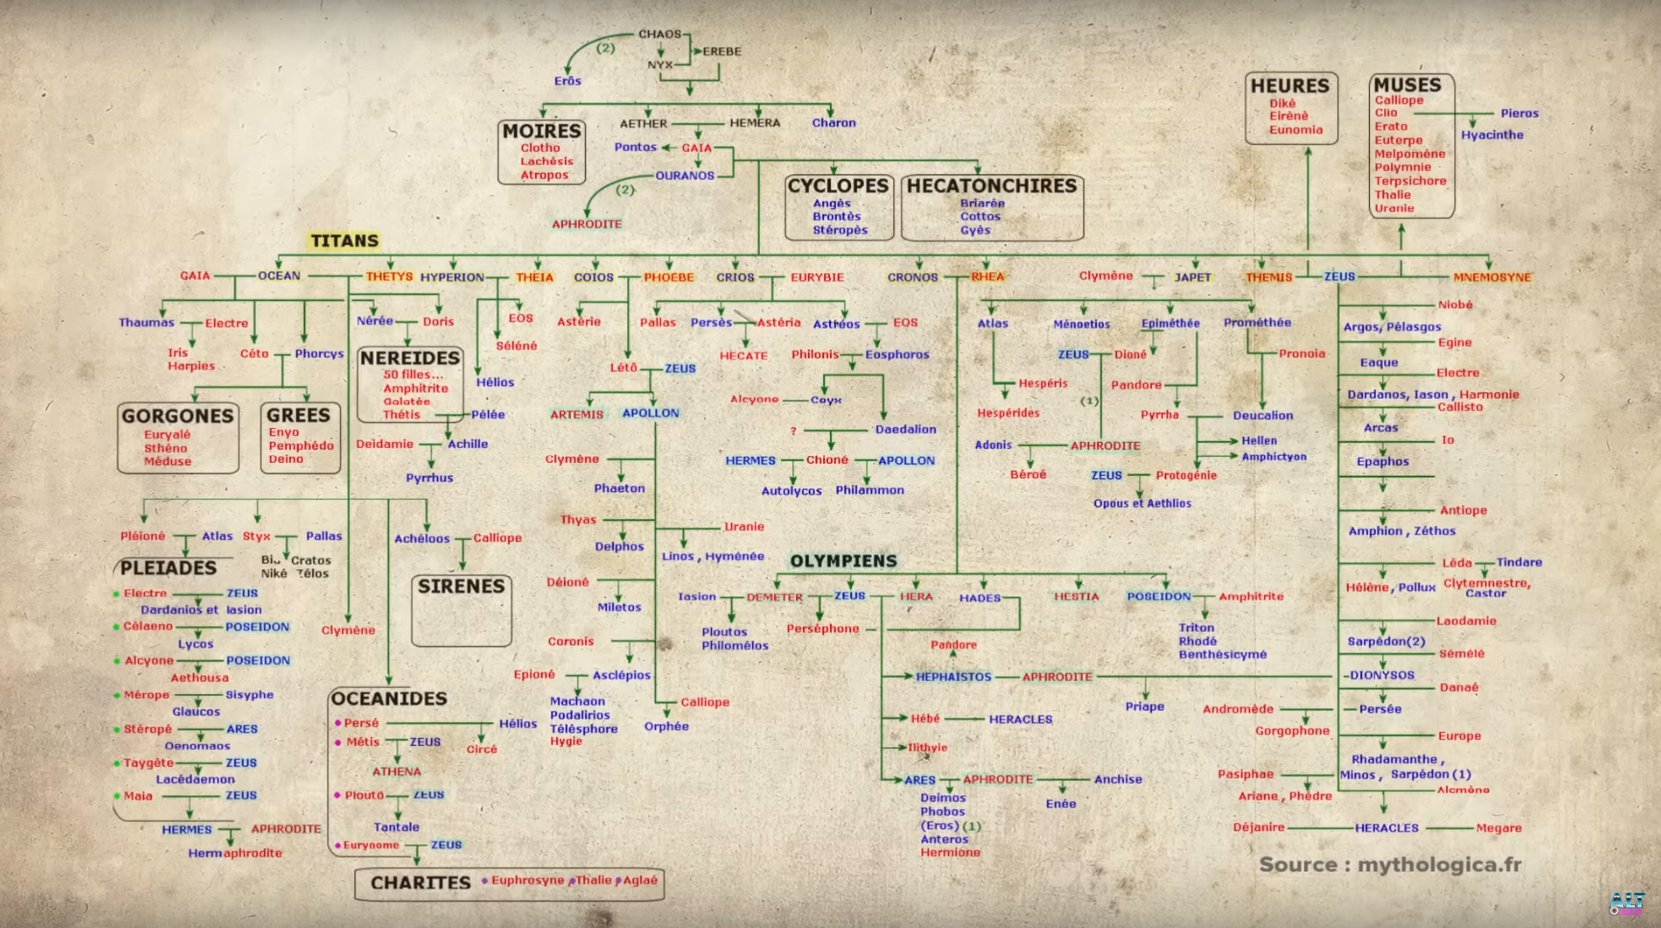 CHAOS
(2)
EREBE
NYX
Erôs
HEURES
Diké
Eirènè
Eunomia
MUSES
Calliope
Clio
Erato
Euterpe
Melpomène
Polymnie
Terpsichore
Thalie
Uranie
Pieros
Hyacinthe
MOIRES
Clotho
Lachésis
Atropos
AETHER
HEMERA
Charon
Pontos
GAIA
OURANOS
(2)
APHRODITE
CYCLOPES
Angès
Brontès
Stéropès
HECATONCHIRES
Briarée
Cottos
Gyès
TITANS
GAIA
OCEAN
THETYS
HYPERION
THEIA
COIOS
PHOEBE
CRIOS
EURYBIE
CRONOS
RHEA
Clymène
JAPET
THEMIS
ZEUS
MNEMOSYNE
Thaumas
Electre
Iris
Harpies
Céto
Phorcys
Nérée
Doris
EOS
Séléné
Hélios
Astérie
Pallas
Persès
Astéria
Astréos
EOS
HECATE
Philonis
Eosphoros
Atlas
Ménoetios
Epiméthée
Prométhée
Niobé
Argos, Pélasgos
Egine
Eaque
Electre
Dardanos, Iason , Harmonie
Callisto
Arcas
Io
Epaphos
Antiope
Amphion , Zéthos
Léda
Tindare
Hélène, Pollux
Clytemnestre,
Castor
Laodamie
Sarpédon(2)
Sémélé
DIONYSOS
Danaé
Persée
Andromède
Gorgophone
Europe
Rhadamanthe ,
Minos , Sarpédon (1)
Pasiphae
Ariane , Phèdre
Alcmène
Déjanire
HERACLES
Megare
NEREIDES
50 filles...
Amphitrite
Galatée
Thétis
Pélée
Deidamie
Achille
Pyrrhus
GORGONES
Euryalé
Sthéno
Méduse
GREES
Enyo
Pemphédo
Deino
Létô
ZEUS
ARTEMIS
APOLLON
Alcyone
Ceyx
?
Daedalion
HERMES
Chioné
APOLLON
Autolycos
Philammon
ZEUS
Dioné
Pronoia
Hespéris
Hespérides
Pandore
(1)
Pyrrha
Deucalion
Adonis
APHRODITE
Béroé
Hellen
Amphictyon
ZEUS
Protogénie
Opous et Aethlios
Clymène
Phaeton
Thyas
Delphos
Uranie
Linos , Hyménée
Déioné
Miletos
Coronis
Epioné
Asclépios
Machaon
Podalirios
Télésphore
Hygie
Calliope
Orphée
Pléioné
Atlas
Styx
Pallas
Cratos
Niké Zélos
Achéloos
Calliope
SIRENES
Clymène
PLEIADES
Electre
ZEUS
Dardanios et Iasion
Célaeno
POSEIDON
Lycos
Alcyone
POSEIDON
Aethousa
Mérope
Sisyphe
Glaucos
Stéropé
ARES
Oenomaos
Taygète
ZEUS
Lacédaemon
Maia
ZEUS
HERMES
APHRODITE
Hermaphrodite
OCEANIDES
Persé
Hélios
Circé
Métis
ZEUS
ATHENA
Ploutô
ZEUS
Tantale
Eurynome
ZEUS
CHARITES
Euphrosyne
Thalie
Aglaé
OLYMPIENS
Iasion
DEMETER
ZEUS
HERA
HADES
HESTIA
POSEIDON
Amphitrite
Ploutos
Philomélos
Perséphone
Triton
Rhodé
Benthésicymé
Pandore
HEPHAISTOS
APHRODITE
Priape
Hébé
HERACLES
Ilithyie
ARES
APHRODITE
Anchise
Enée
Deimos
Phobos
(Eros) (1)
Anteros
Hermione
Source : mythologica.fr